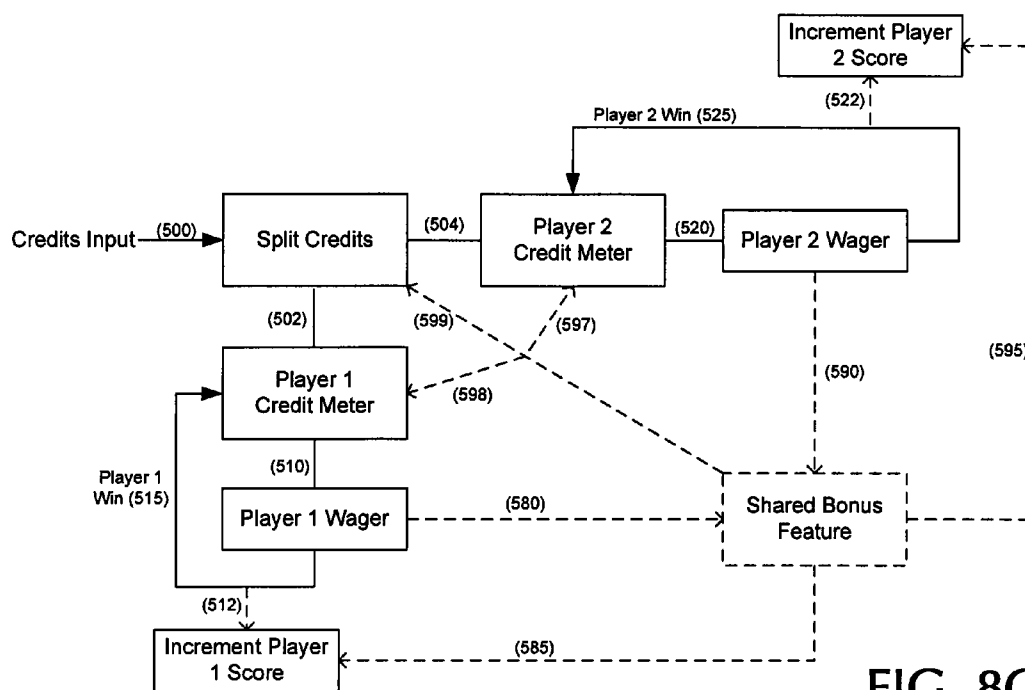 Increment Player
2 Score
(522)
Player 2 Win (525)
Credits Input
(500)
Split Credits
(504)
Player 2
Credit Meter
(520)
Player 2 Wager
(502)
(599)
(597)
(595)
(590)
Player 1
Credit Meter
(598)
Player 1
Win (515)
(510)
Player 1 Wager
(580)
Shared Bonus
Feature
(512)
Increment Player
1 Score
(585)
FIG. 8C